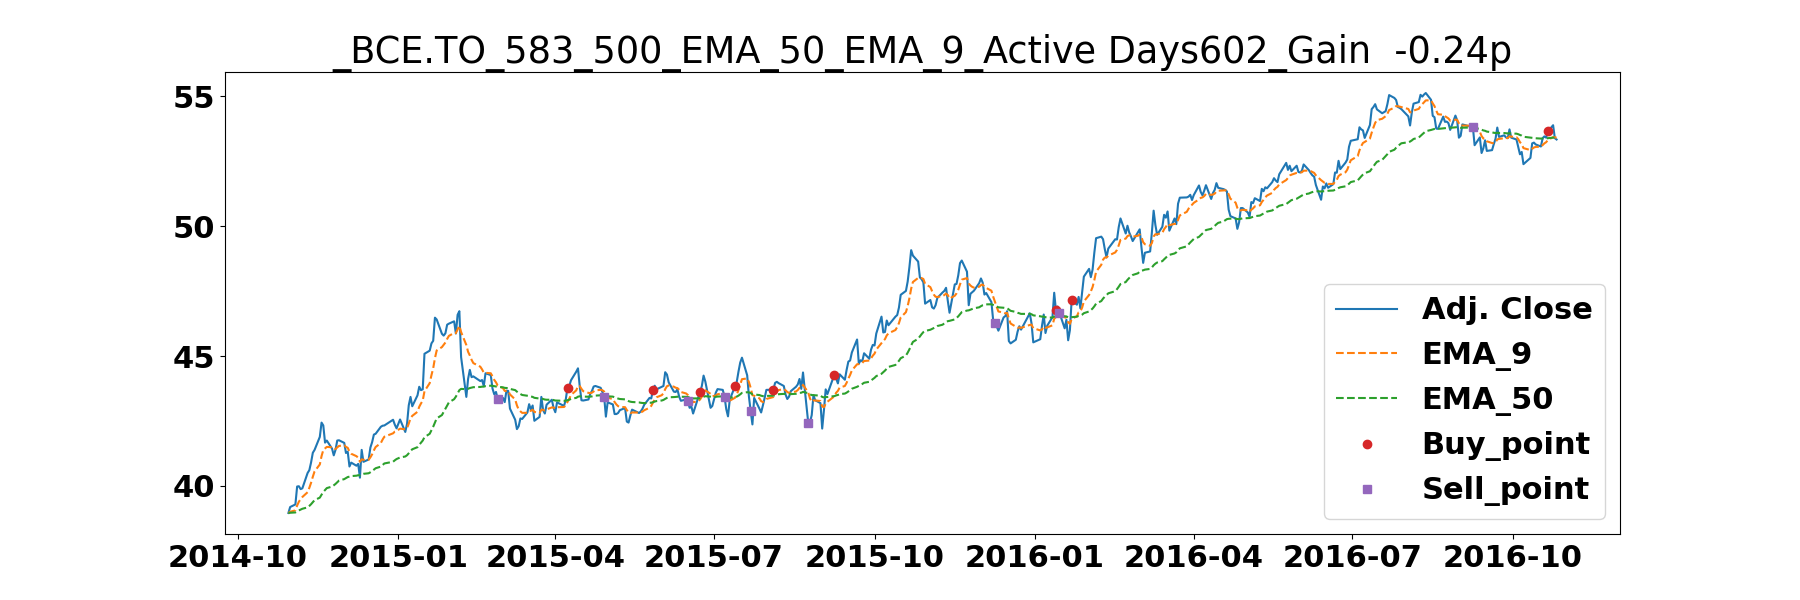 _BCE.TO_583_500_EMA_50_EMA_9_Active Days602_Gain  -0.24p
55
50
45
40
Adj. Close
EMA_9
EMA_50
Buy_point
Sell_point
2014-10 2015-01 2015-04 2015-07 2015-10 2016-01 2016-04 2016-07 2016-10